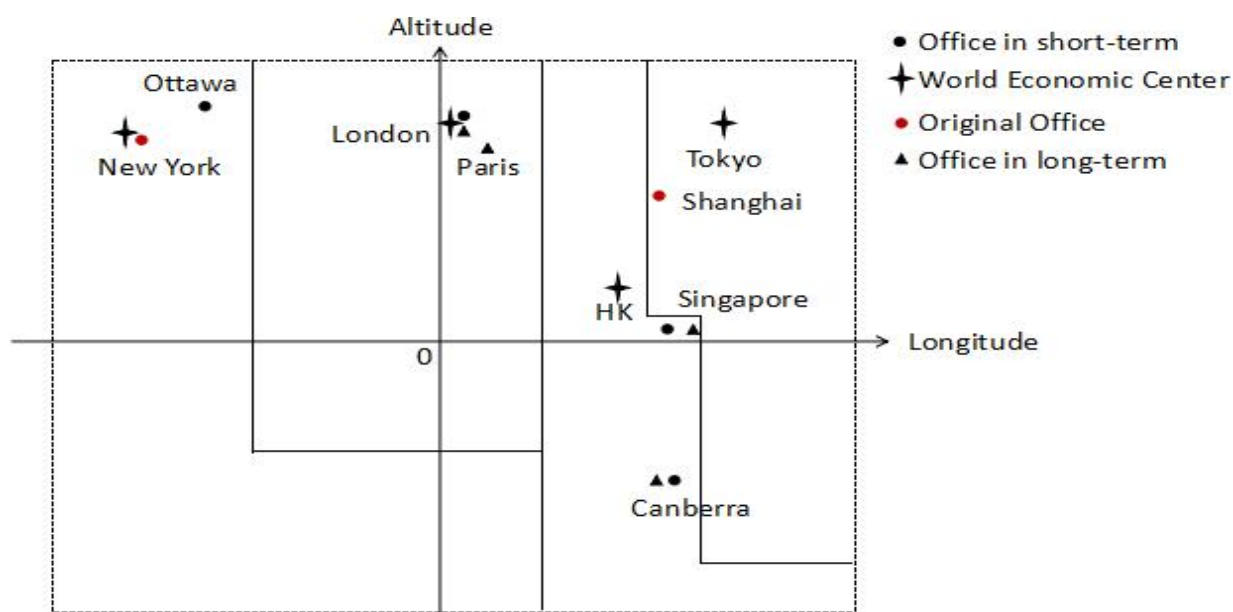 Altitude
Office in short-term
Ottawa
World Economic Center
London
Original Office
New York
Paris
Tokyo
Office in long-term
Shanghai
Singapore
HK
0
Longitude
Canberra